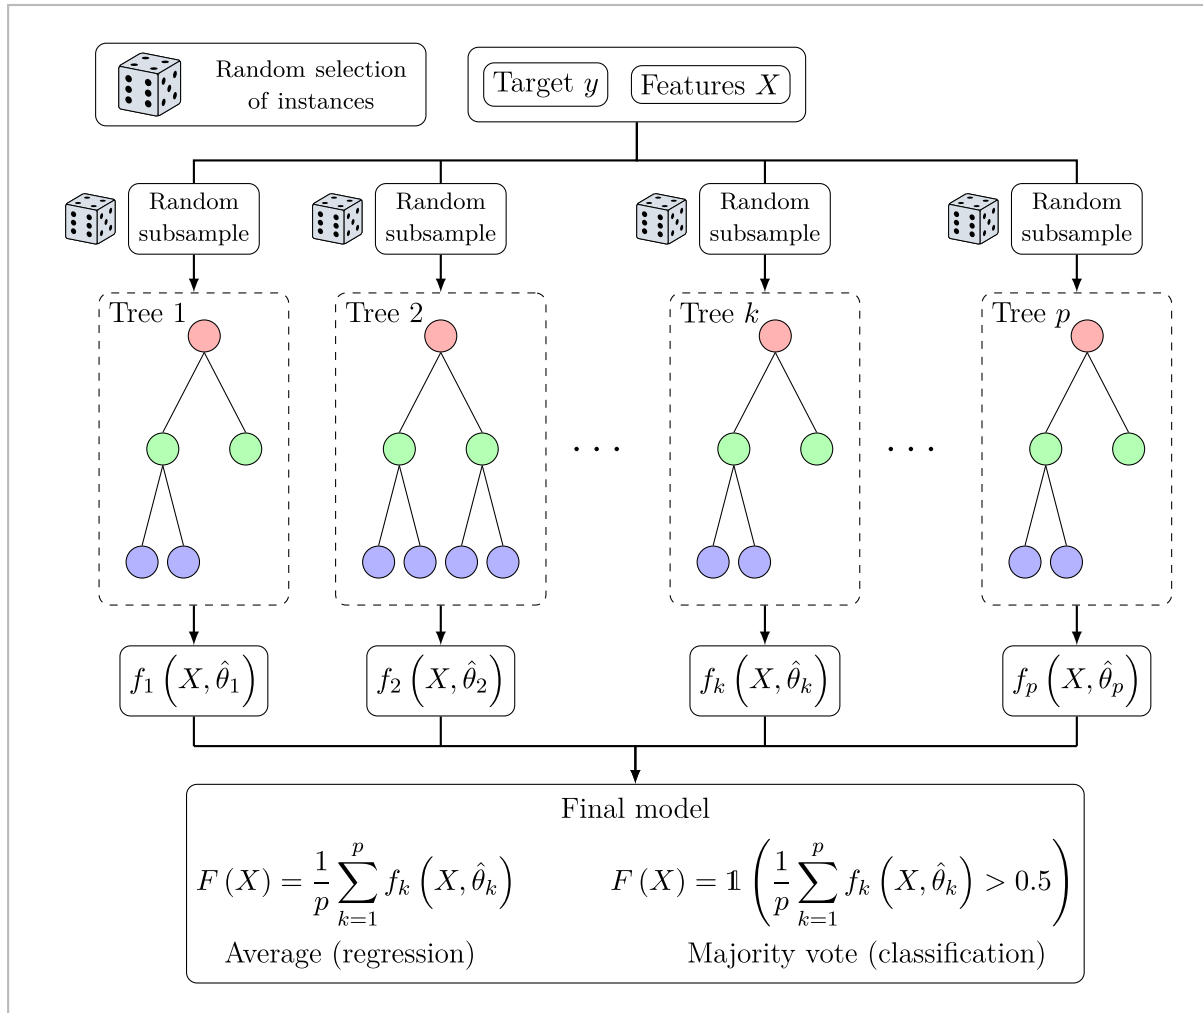 Random selection
of instances
Target y Features X
Random
subsample
Random
subsample
Random
subsample
Random
subsample
Tree 1 Tree 2 Tree k Tree p
· · · · · ·
f₁(X, θ̂₁) f₂(X, θ̂₂) fₖ(X, θ̂ₖ) fₚ(X, θ̂ₚ)
Final model
F (X) = 1/p ∑_{k=1}^{p} fₖ(X, θ̂ₖ) F (X) = 𝟙(1/p ∑_{k=1}^{p} fₖ(X, θ̂ₖ) > 0.5)
Average (regression) Majority vote (classification)